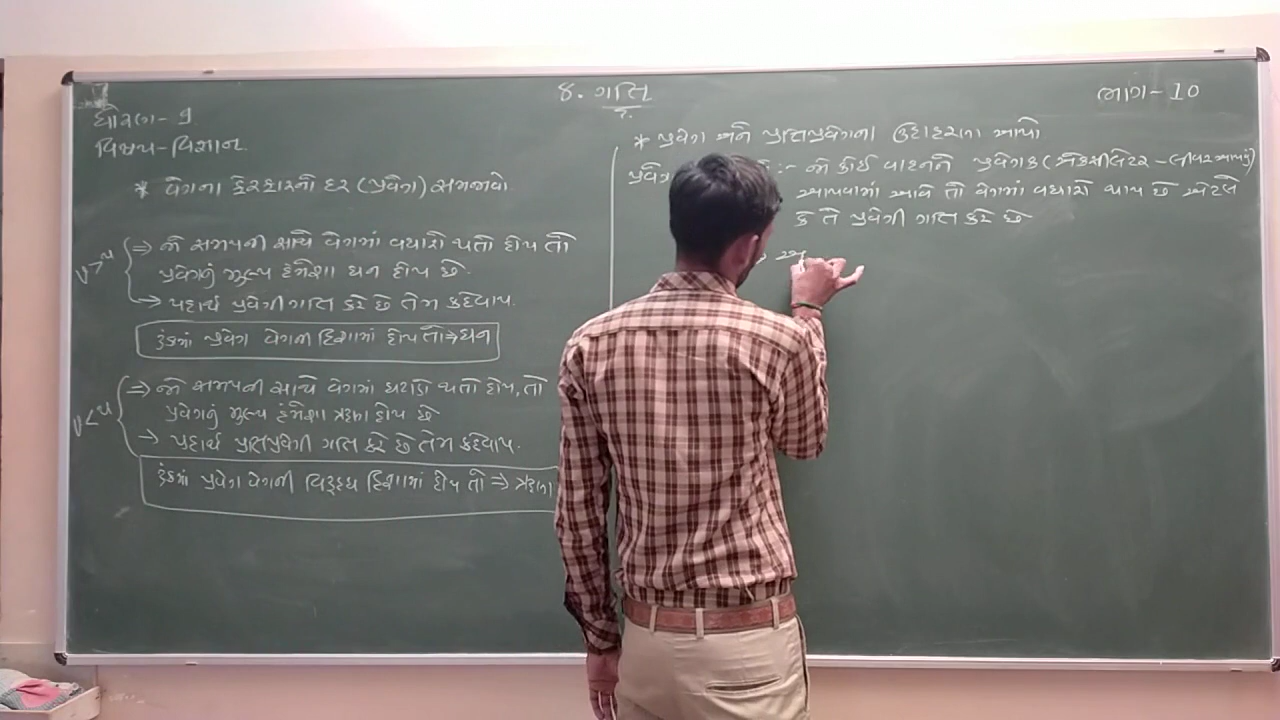 8. ગતિ
ભાગ-10
ધોરણ-9
વિષય-વિજ્ઞાન
* વેગના ફેરફારનો દર (પ્રવેગ) સમજાવો.
v>u
⇒ જો સમયની સાથે વેગમાં વધારો થતો હોય તો
પ્રવેગનું મુલ્ય હંમેશા ધન હોય છે.
→ પદાર્થ પ્રવેગી ગતિ કરે છે તેમ કહેવાય.
ટુંકમાં પ્રવેગ વેગની દિશામાં હોય તો⇒ધન
v<u
⇒ જો સમયની સાથે વેગમાં ઘટાડો થતો હોય, તો
પ્રવેગનું મુલ્ય હંમેશા ઋણ હોય છે
→ પદાર્થ પ્રતિપ્રવેગી ગતિ કરે છે તેમ કહેવાય.
ટુંકમાં પ્રવેગ વેગની વિરૂદ્ધ દિશામાં હોય તો ⇒ ઋણ
* પ્રવેગ અને પ્રતિપ્રવેગના ઉદાહરણ આપો
:- જો કોઈ વાહનને પ્રવેગક (એકસીલેટર-લીવર આપવું)
આપવામાં આવે તો વેગમાં વધારો થાય છે એટલે
કે તે પ્રવેગી ગતિ કરે છે